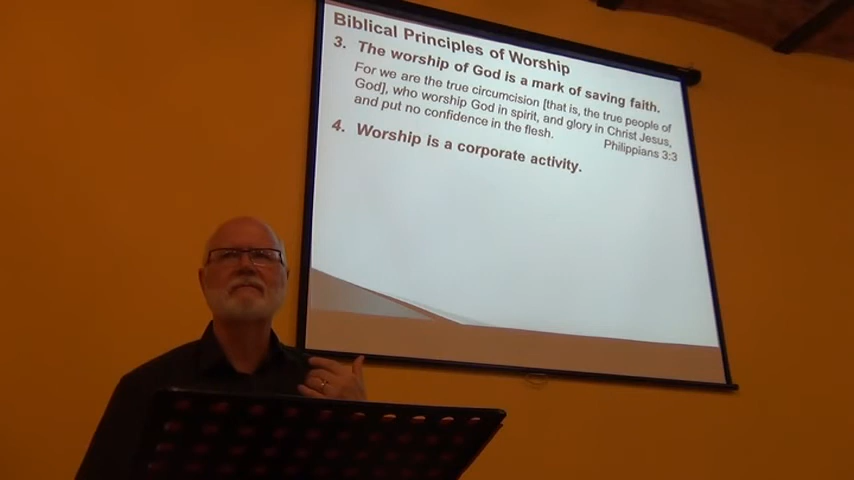 Biblical Principles of Worship
3. The worship of God is a mark of saving faith.
For we are the true circumcision [that is, the true people of
God], who worship God in spirit, and glory in Christ Jesus,
and put no confidence in the flesh.
Philippians 3:3
4. Worship is a corporate activity.